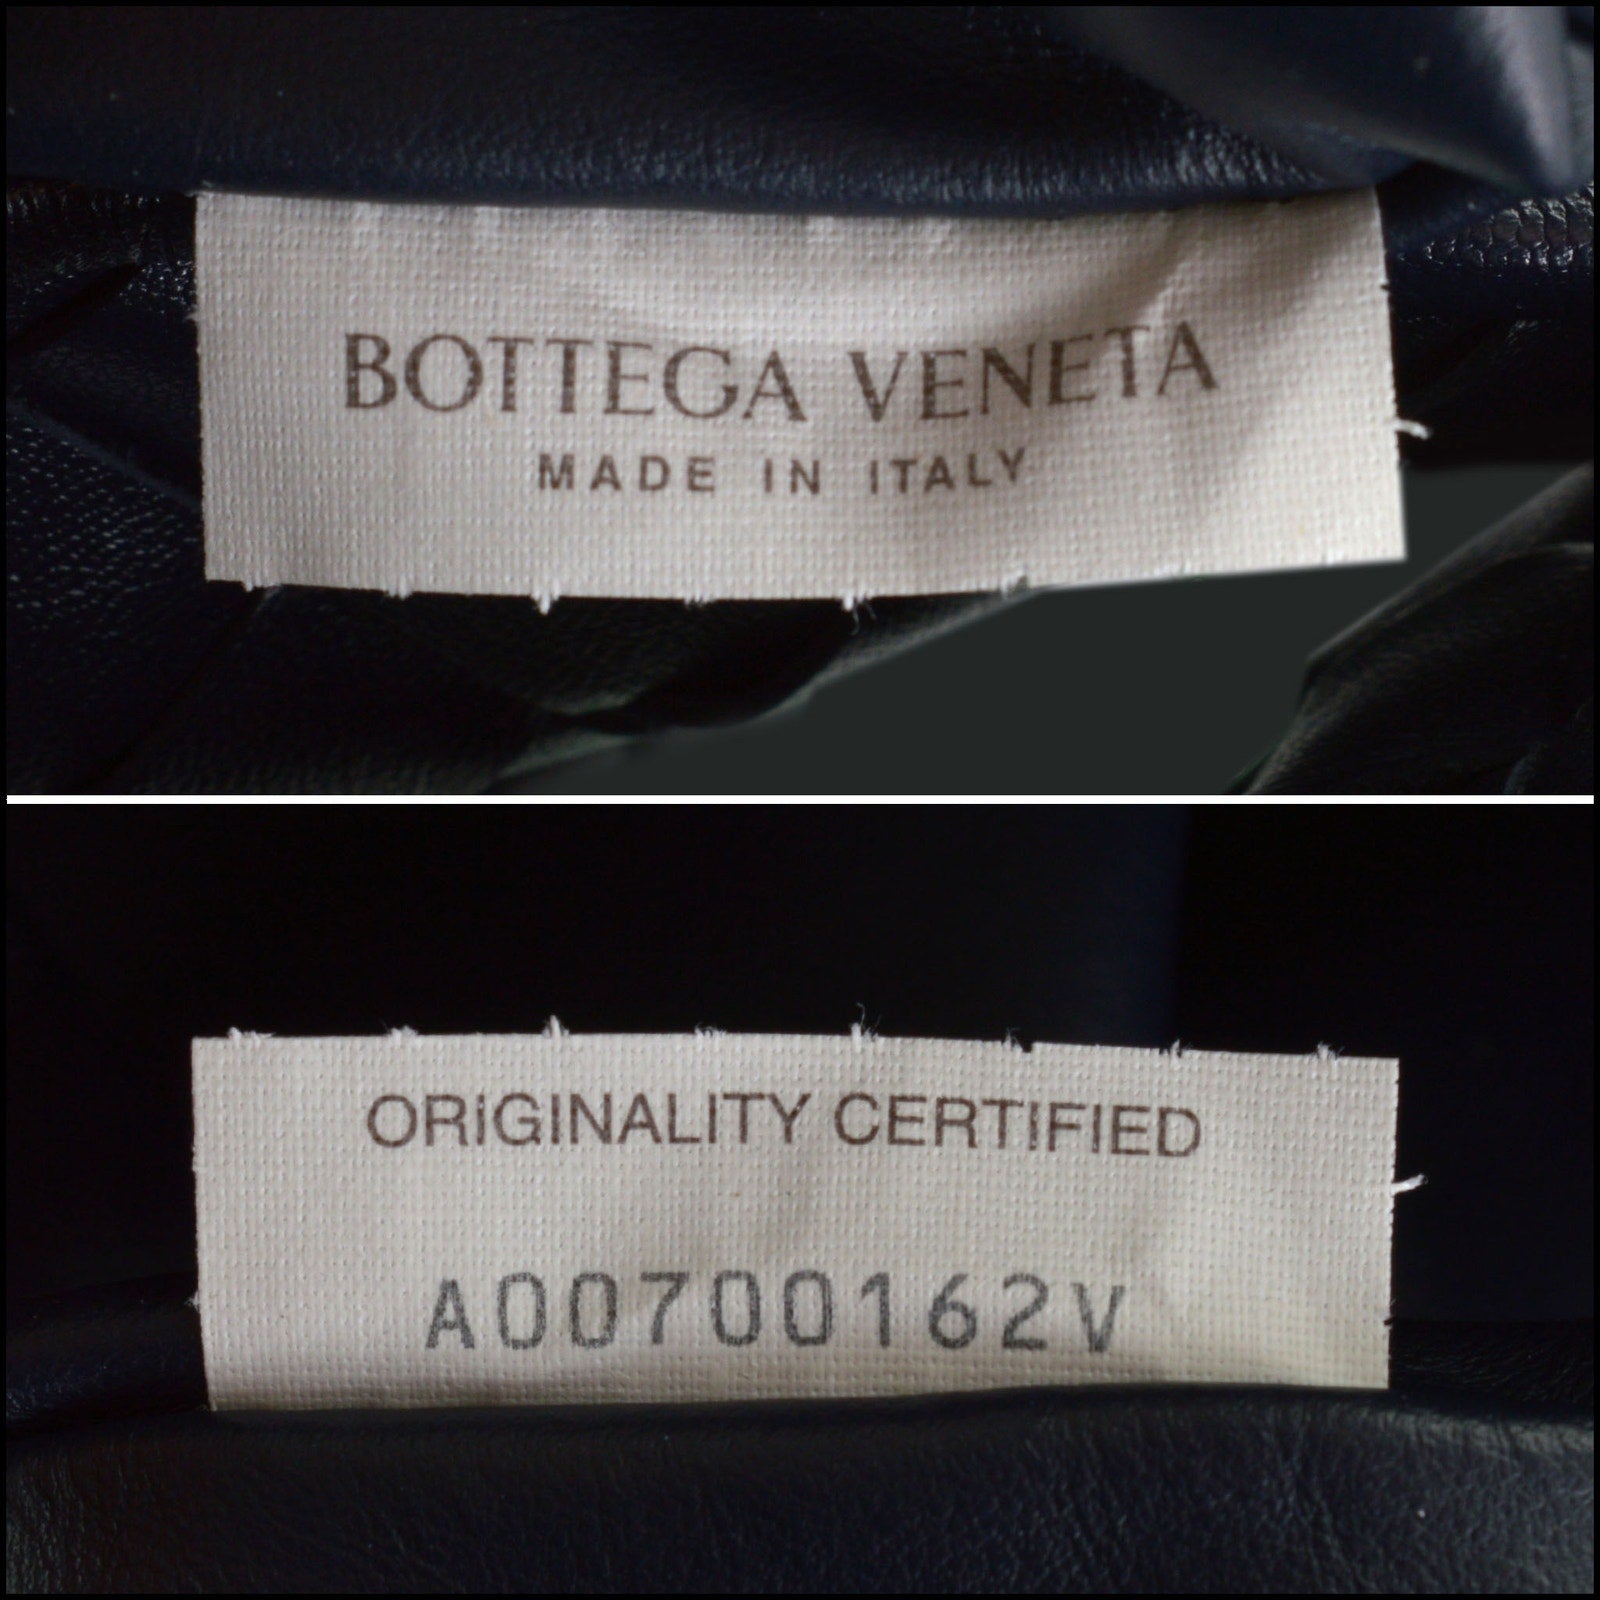 BOTTEGA VENETA
MADE IN ITALY
ORIGINALITY CERTIFIED
A00700162V